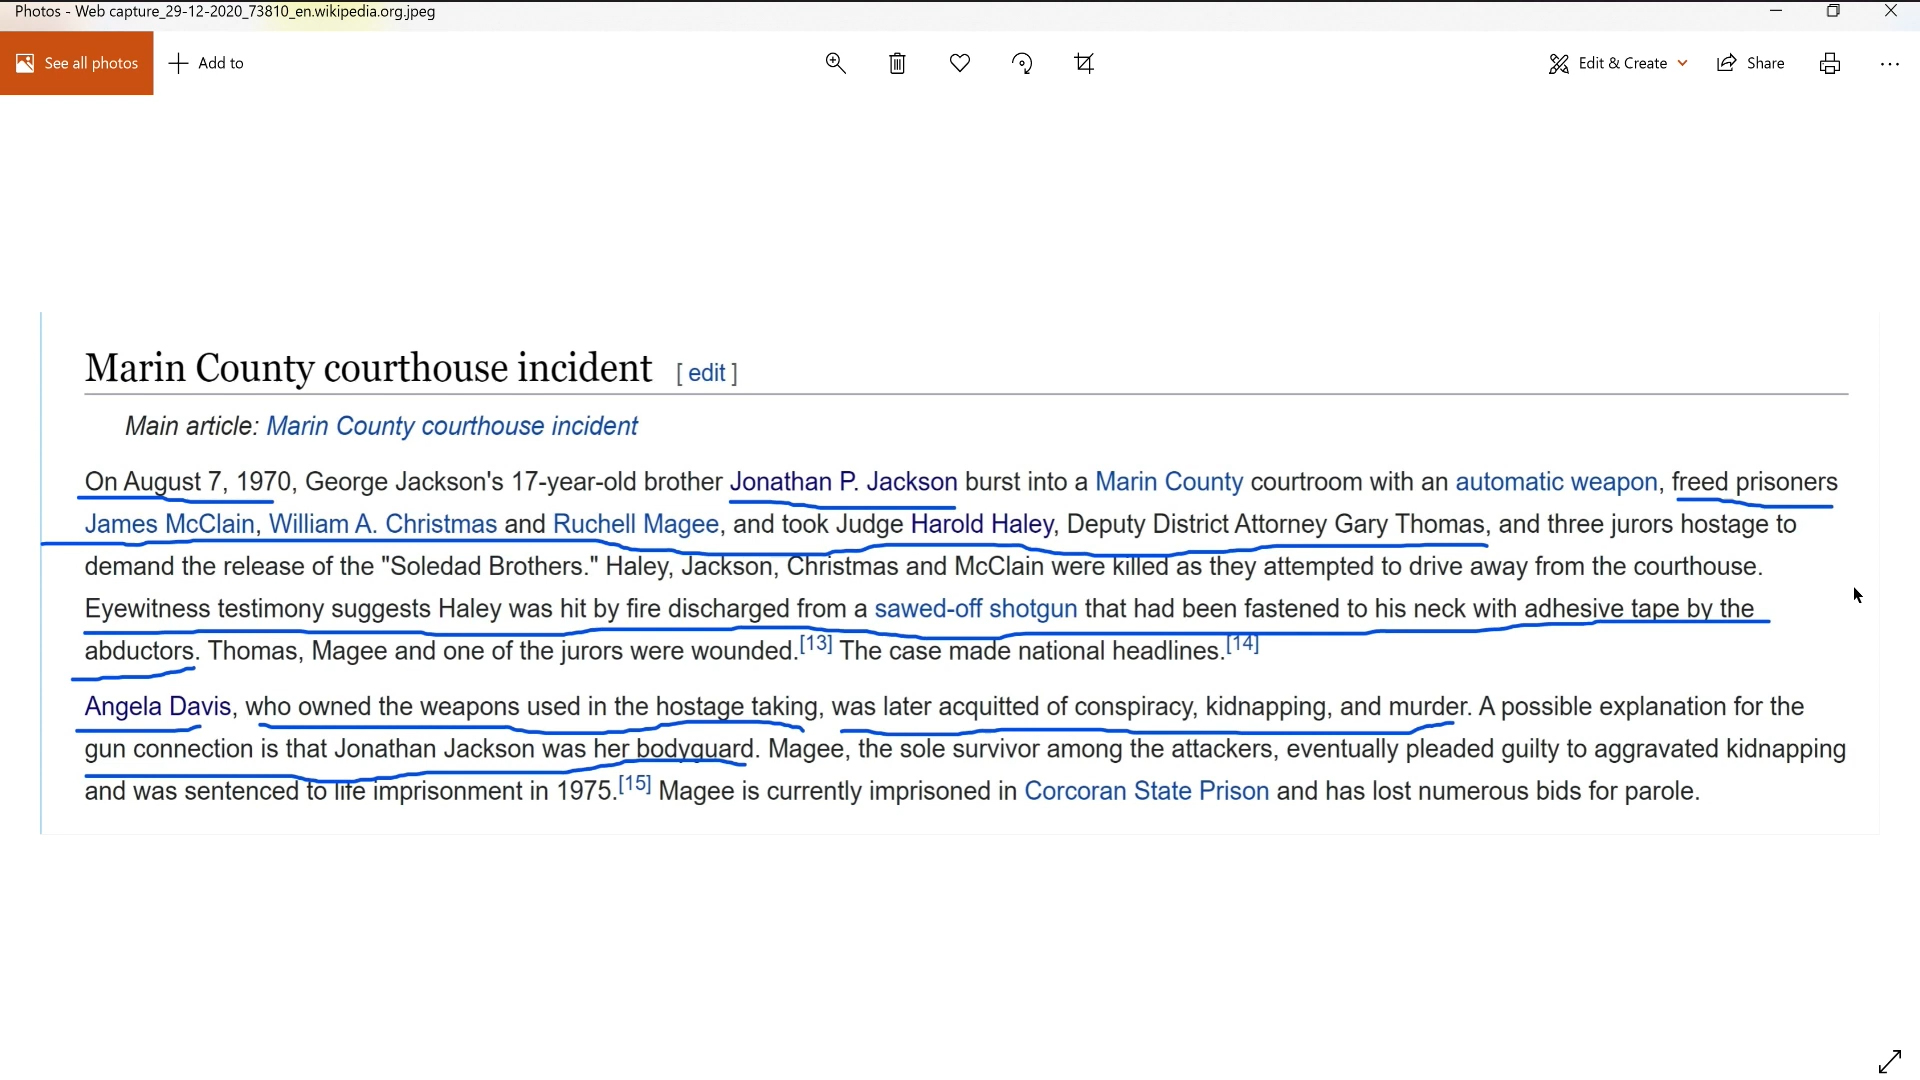 Photos - Web capture_29-12-2020_73810_en.wikipedia.org.jpeg
See all photos
Add to
Edit & Create
Share
Marin County courthouse incident [ edit ]
Main article: Marin County courthouse incident
On August 7, 1970, George Jackson's 17-year-old brother Jonathan P. Jackson burst into a Marin County courtroom with an automatic weapon, freed prisoners
James McClain, William A. Christmas and Ruchell Magee, and took Judge Harold Haley, Deputy District Attorney Gary Thomas, and three jurors hostage to
demand the release of the "Soledad Brothers." Haley, Jackson, Christmas and McClain were killed as they attempted to drive away from the courthouse.
Eyewitness testimony suggests Haley was hit by fire discharged from a sawed-off shotgun that had been fastened to his neck with adhesive tape by the
abductors. Thomas, Magee and one of the jurors were wounded.[13] The case made national headlines.[14]
Angela Davis, who owned the weapons used in the hostage taking, was later acquitted of conspiracy, kidnapping, and murder. A possible explanation for the
gun connection is that Jonathan Jackson was her bodyguard. Magee, the sole survivor among the attackers, eventually pleaded guilty to aggravated kidnapping
and was sentenced to life imprisonment in 1975.[15] Magee is currently imprisoned in Corcoran State Prison and has lost numerous bids for parole.